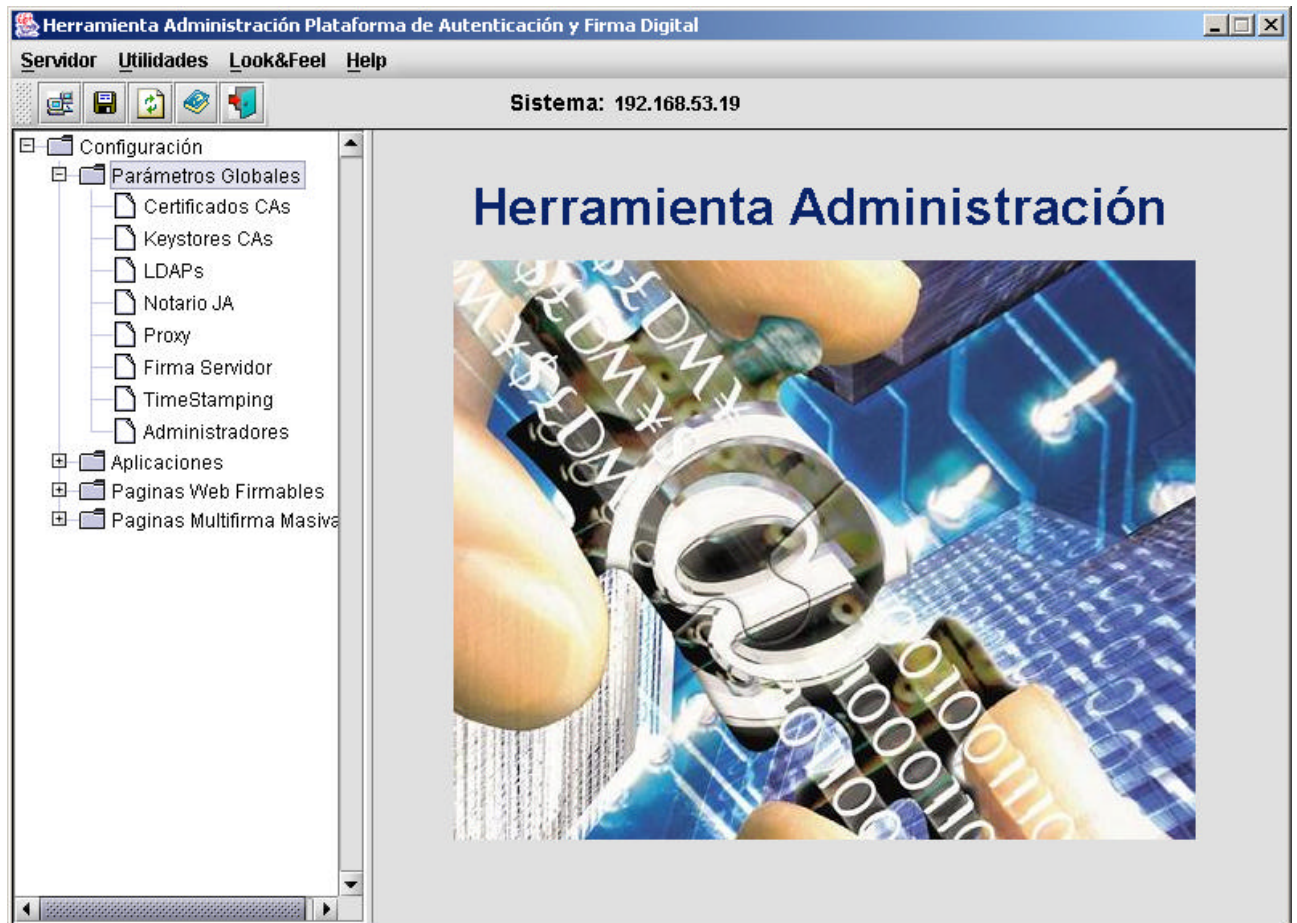 Herramienta Administración Plataforma de Autenticación y Firma Digital
Servidor Utilidades Look&Feel Help
Sistema: 192.168.53.19
Configuración
Parámetros Globales
Certificados CAs
Keystores CAs
LDAPs
Notario JA
Proxy
Firma Servidor
TimeStamping
Administradores
Aplicaciones
Paginas Web Firmables
Paginas Multifirma Masiva
Herramienta Administración